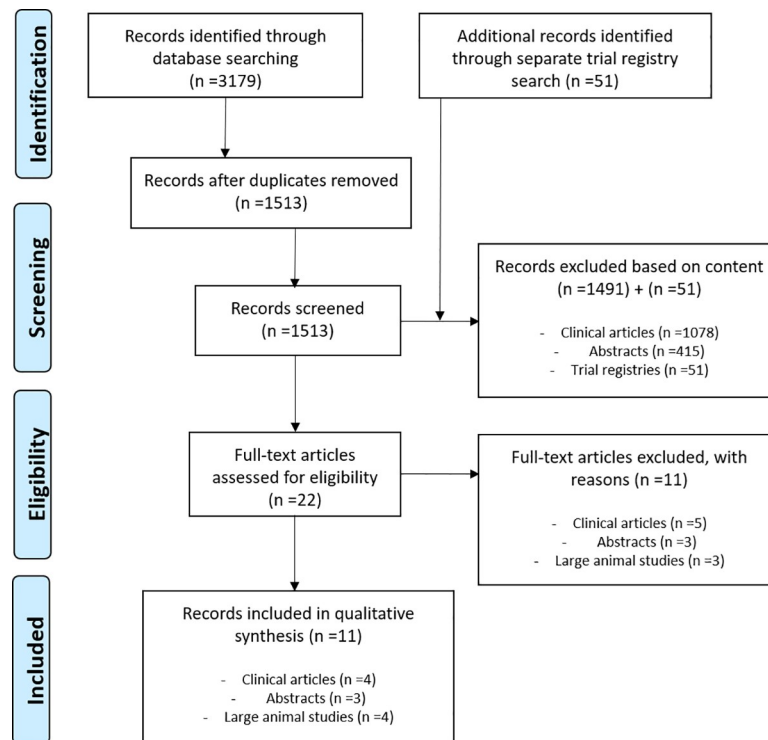 Identification
Records identified through
database searching
(n =3179)
Additional records identified
through separate trial registry
search (n =51)
Records after duplicates removed
(n =1513)
Screening
Records screened
(n =1513)
Records excluded based on content
(n =1491) + (n =51)
- Clinical articles (n =1078)
- Abstracts (n =415)
- Trial registries (n =51)
Eligibility
Full-text articles
assessed for eligibility
(n =22)
Full-text articles excluded, with
reasons (n =11)
- Clinical articles (n =5)
- Abstracts (n =3)
- Large animal studies (n =3)
Included
Records included in qualitative
synthesis (n =11)
- Clinical articles (n =4)
- Abstracts (n =3)
- Large animal studies (n =4)